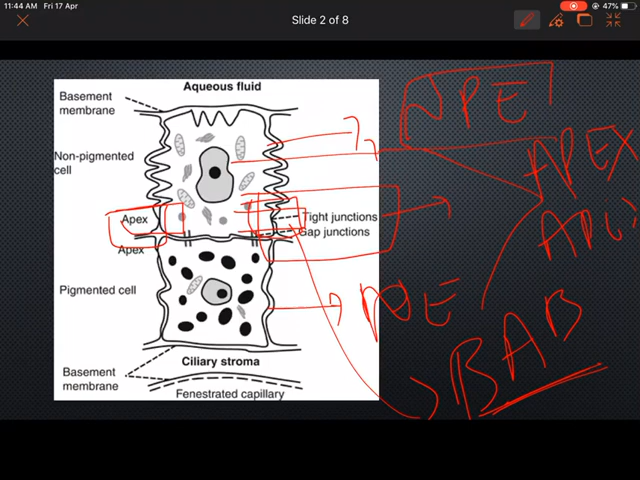 11:44 AM Fri 17 Apr
47%
Slide 2 of 8
Aqueous fluid
Basement
membrane
Non-pigmented
cell
NPE
APEX
Apex
Tight junctions
Gap junctions
Apex
Pigmented cell
BAB
Ciliary stroma
Basement
membrane
Fenestrated capillary